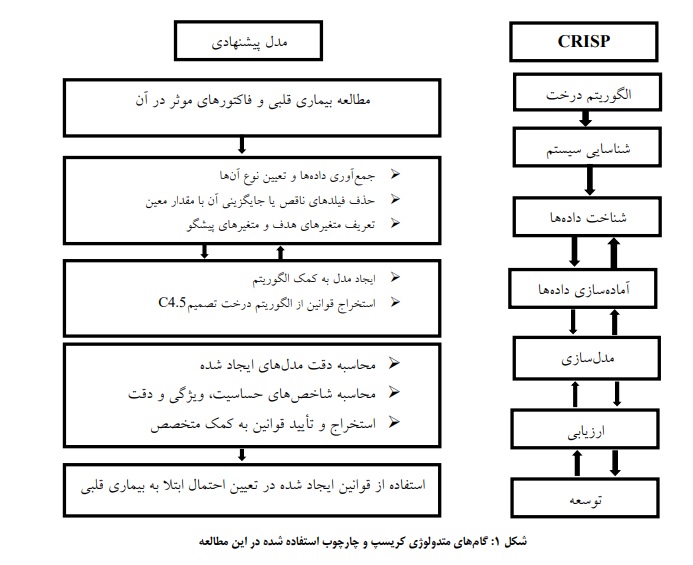 CRISP
الگوریتم درخت
شناسایی سیستم
شناخت داده‌ها
آماده‌سازی داده‌ها
مدل‌سازی
ارزیابی
توسعه
مدل پیشنهادی
مطالعه بیماری قلبی و فاکتورهای موثر در آن
جمع‌آوری داده‌ها و تعیین نوع آن‌ها
حذف فیلدهای ناقص یا جایگزینی آن با مقدار معین
تعریف متغیرهای هدف و متغیرهای پیشگو
ایجاد مدل به کمک الگوریتم
استخراج قوانین از الگوریتم درخت تصمیم C4.5
محاسبه دقت مدل‌های ایجاد شده
محاسبه شاخص‌های حساسیت، ویژگی و دقت
استخراج و تأیید قوانین به کمک متخصص
استفاده از قوانین ایجاد شده در تعیین احتمال ابتلا به بیماری قلبی
شکل ۱: گام‌های متدولوژی کریسپ و چارچوب استفاده شده در این مطالعه